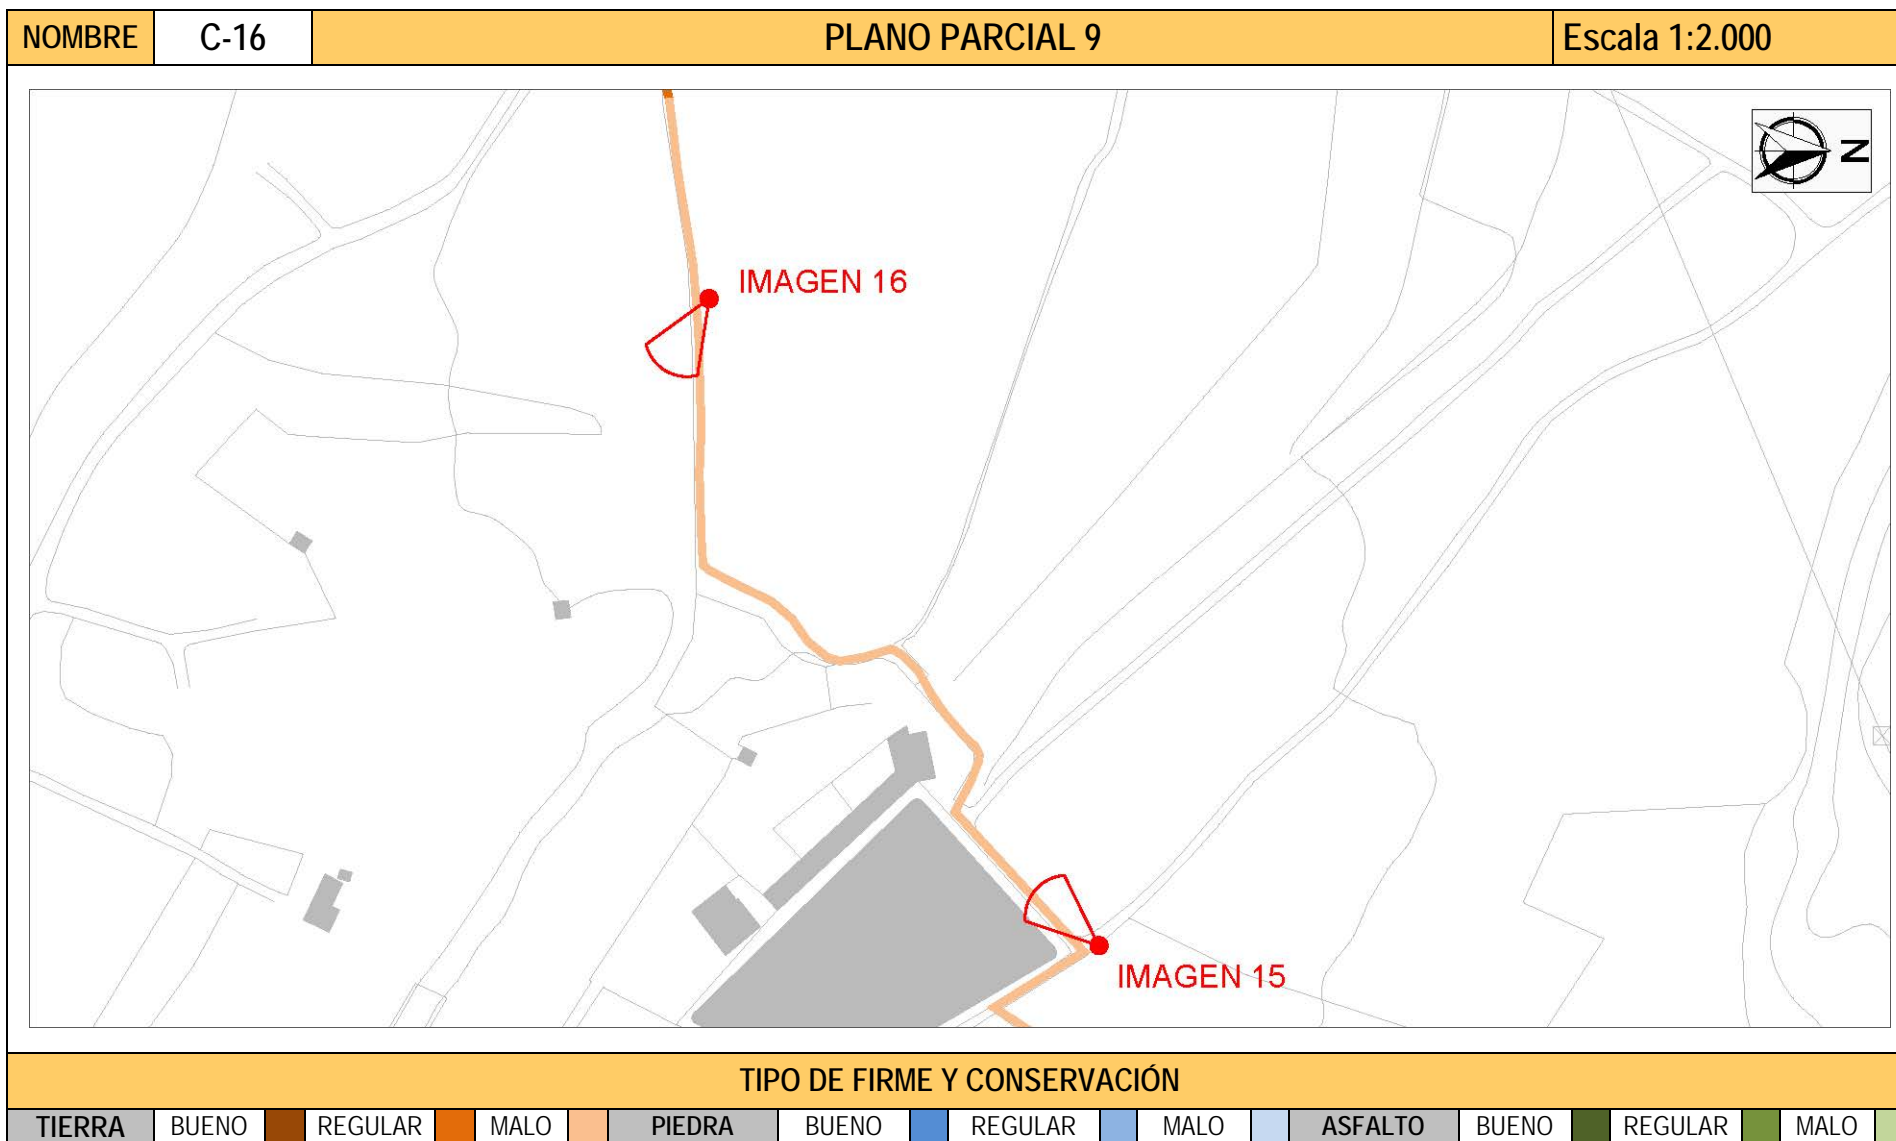 NOMBRE C-16 PLANO PARCIAL 9 Escala 1:2.000
N
IMAGEN 16
IMAGEN 15
TIPO DE FIRME Y CONSERVACIÓN
TIERRA BUENO REGULAR MALO PIEDRA BUENO REGULAR MALO ASFALTO BUENO REGULAR MALO